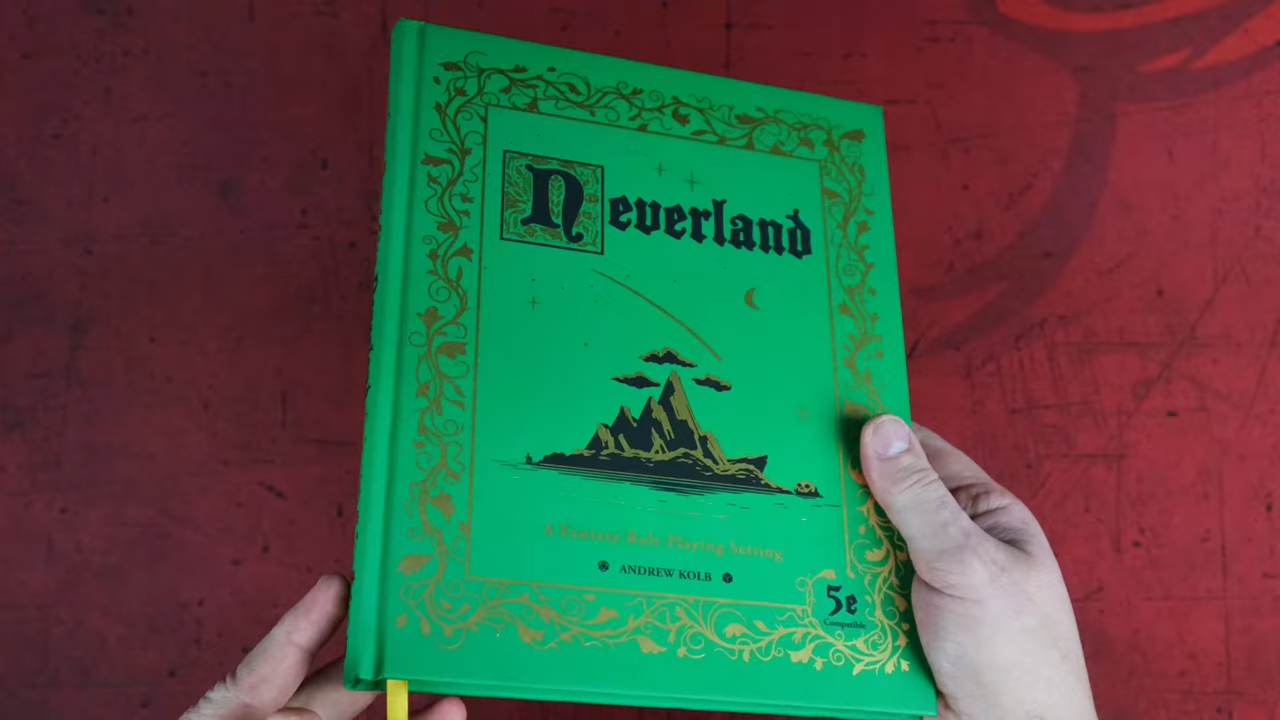 Neverland
A Fantasy Role-Playing Setting
ANDREW KOLB
5e
Compatible